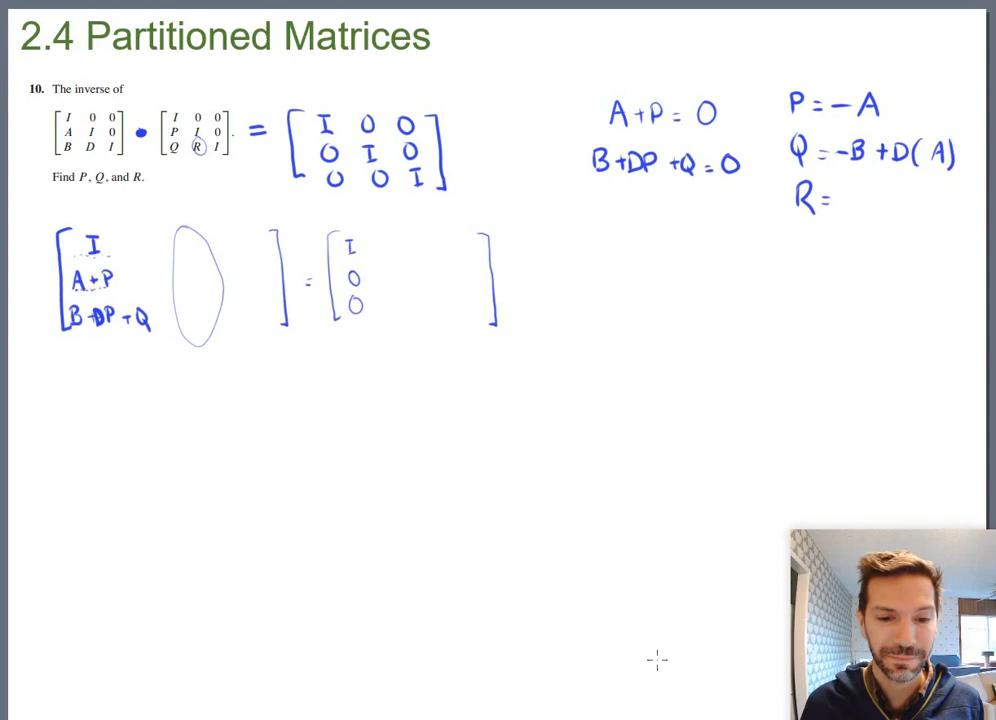 2.4 Partitioned Matrices
10. The inverse of
[I 0 0] [I 0 0]. = [I 0 0]
[A I 0] • [P I 0] [0 I 0]
[B D I] [Q R I] [0 0 I]
Find P, Q, and R.
A+P = 0
B+DP+Q=0
P = -A
Q = -B+D(A)
R =
[I ] = [I ]
[A+P ] [0 ]
[B+DP+Q ] [0 ]